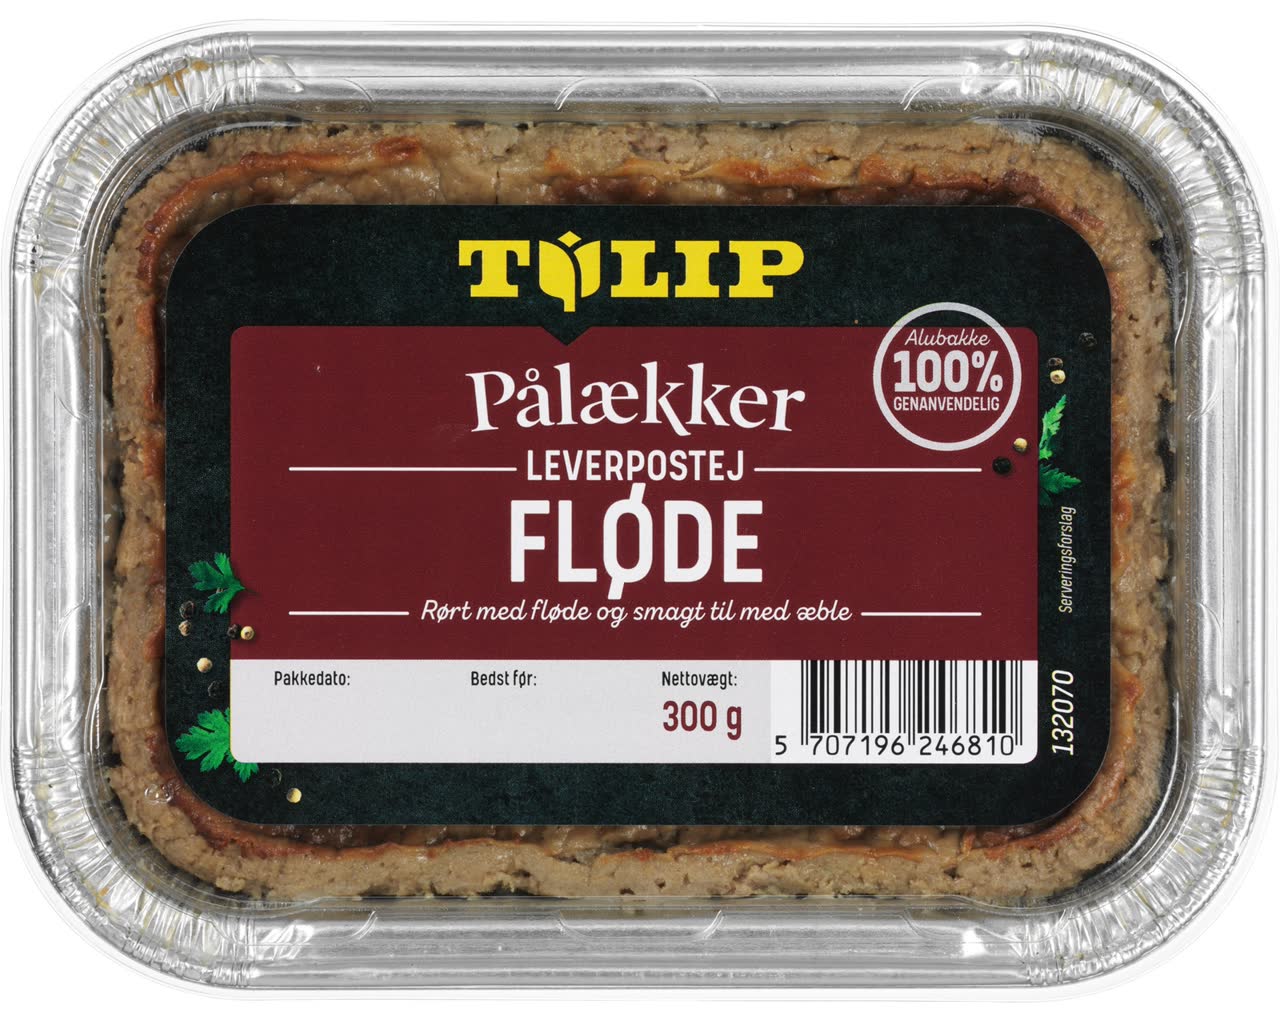 TULIP
Alubakke
100%
GENANVENDELIG
Pålækker
LEVERPOSTEJ
FLØDE
Rørt med fløde og smagt til med æble
Serveringsforslag
Pakkedato:
Bedst før:
Nettovægt:
300 g
5 707196 246810
132070